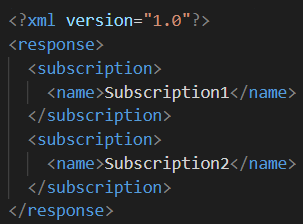 <?xml version="1.0"?>
<response>
  <subscription>
    <name>Subscription1</name>
  </subscription>
  <subscription>
    <name>Subscription2</name>
  </subscription>
</response>